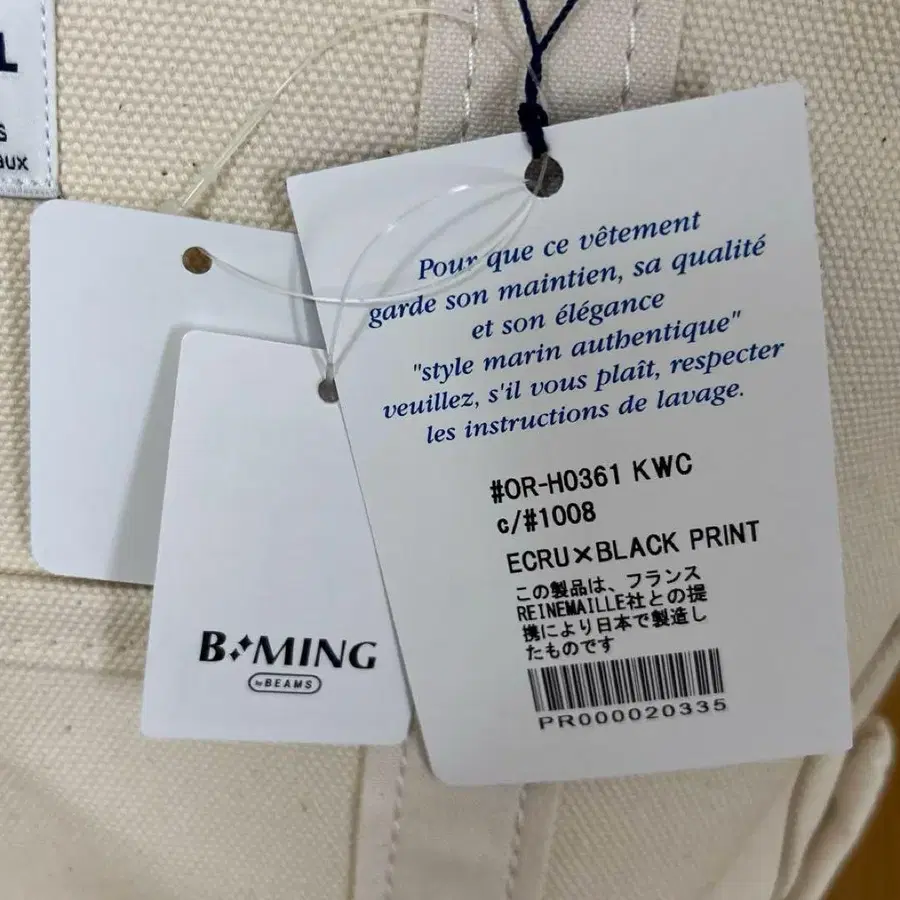 L
s
aux
Pour que ce vêtement
garde son maintien, sa qualité
et son élégance
"style marin authentique"
veuillez, s'il vous plaît, respecter
les instructions de lavage.
#OR-H0361 KWC
c/#1008
ECRU×BLACK PRINT
この製品は、フランス
REINEMAILLE社との提
携により日本で製造し
たものです
PR000020335
B MING
by BEAMS